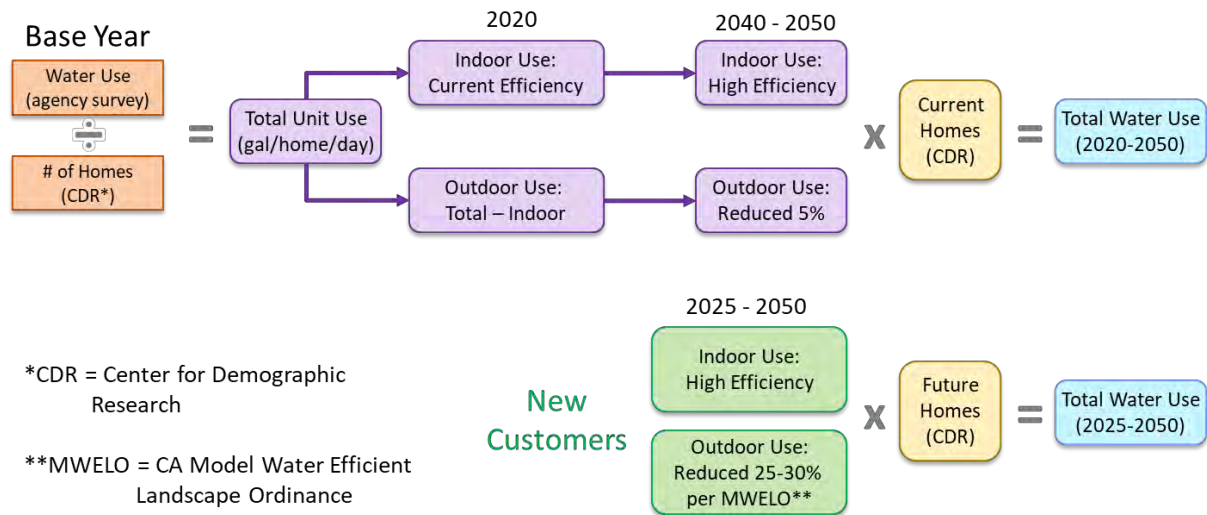 Base Year
Water Use
(agency survey)
÷
# of Homes
(CDR*)
=
Total Unit Use
(gal/home/day)
2020
Indoor Use:
Current Efficiency
Outdoor Use:
Total – Indoor
2040 - 2050
Indoor Use:
High Efficiency
Outdoor Use:
Reduced 5%
x
Current
Homes
(CDR)
=
Total Water Use
(2020-2050)
*CDR = Center for Demographic
Research
**MWELO = CA Model Water Efficient
Landscape Ordinance
New
Customers
2025 - 2050
Indoor Use:
High Efficiency
Outdoor Use:
Reduced 25-30%
per MWELO**
x
Future
Homes
(CDR)
=
Total Water Use
(2025-2050)